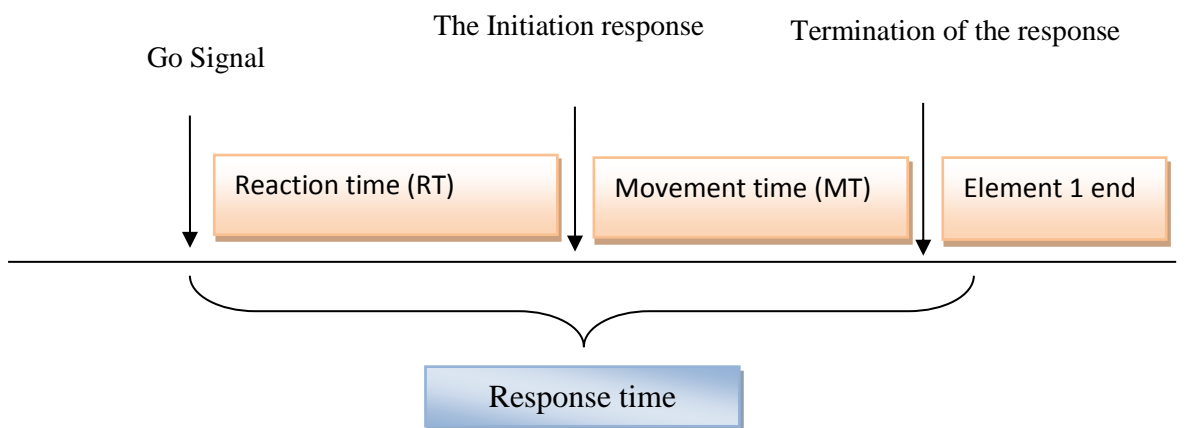 The Initiation response
Termination of the response
Go Signal
Reaction time (RT)
Movement time (MT)
Element 1 end
Response time